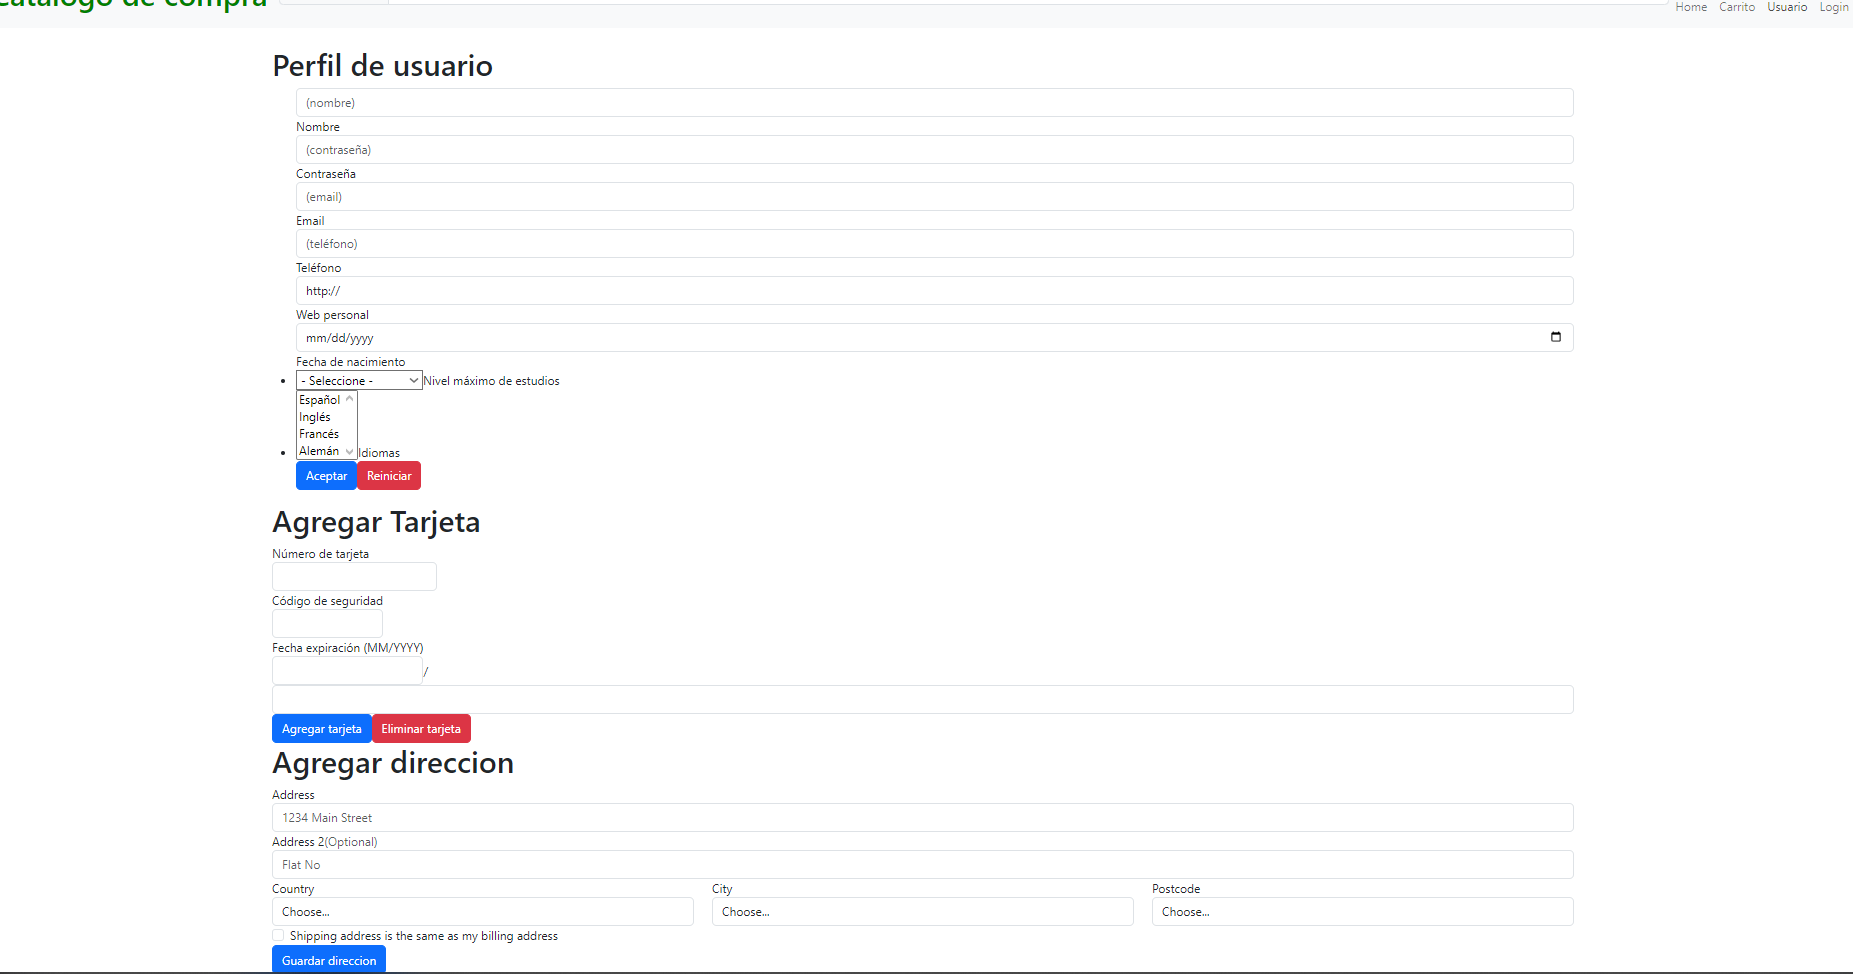 catálogo de compra
Home Carrito Usuario Login
Perfil de usuario
(nombre)
Nombre
(contraseña)
Contraseña
(email)
Email
(teléfono)
Teléfono
http://
Web personal
mm/dd/yyyy
Fecha de nacimiento
- Seleccione - Nivel máximo de estudios
Español
Inglés
Francés
Alemán Idiomas
Aceptar Reiniciar
Agregar Tarjeta
Número de tarjeta
Código de seguridad
Fecha expiración (MM/YYYY)
/
Agregar tarjeta Eliminar tarjeta
Agregar direccion
Address
1234 Main Street
Address 2(Optional)
Flat No
Country City Postcode
Choose... Choose... Choose...
Shipping address is the same as my billing address
Guardar direccion